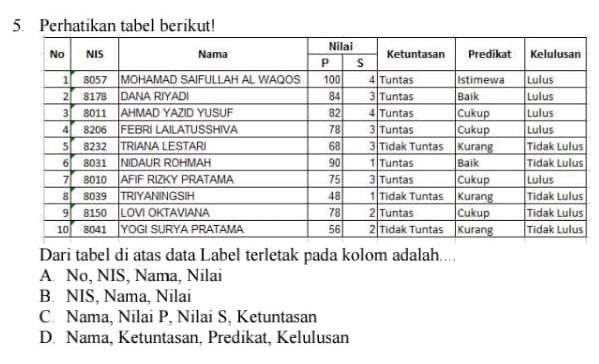 5. Perhatikan tabel berikut!
No NIS Nama Nilai Ketuntasan Predikat Kelulusan
P S
1 8057 MOHAMAD SAIFULLAH AL WAQOS 100 4 Tuntas Istimewa Lulus
2 8178 DANA RIYADI 84 3 Tuntas Baik Lulus
3 8011 AHMAD YAZID YUSUF 82 4 Tuntas Cukup Lulus
4 8206 FEBRI LAILATUSSHIVA 78 3 Tuntas Cukup Lulus
5 8232 TRIANA LESTARI 68 3 Tidak Tuntas Kurang Tidak Lulus
6 8031 NIDAUR ROHMAH 90 1 Tuntas Baik Tidak Lulus
7 8010 AFIF RIZKY PRATAMA 75 3 Tuntas Cukup Lulus
8 8039 TRIYANINGSIH 48 1 Tidak Tuntas Kurang Tidak Lulus
9 8150 LOVI OKTAVIANA 78 2 Tuntas Cukup Tidak Lulus
10 8041 YOGI SURYA PRATAMA 56 2 Tidak Tuntas Kurang Tidak Lulus
Dari tabel di atas data Label terletak pada kolom adalah....
A. No, NIS, Nama, Nilai
B. NIS, Nama, Nilai
C. Nama, Nilai P, Nilai S, Ketuntasan
D. Nama, Ketuntasan, Predikat, Kelulusan